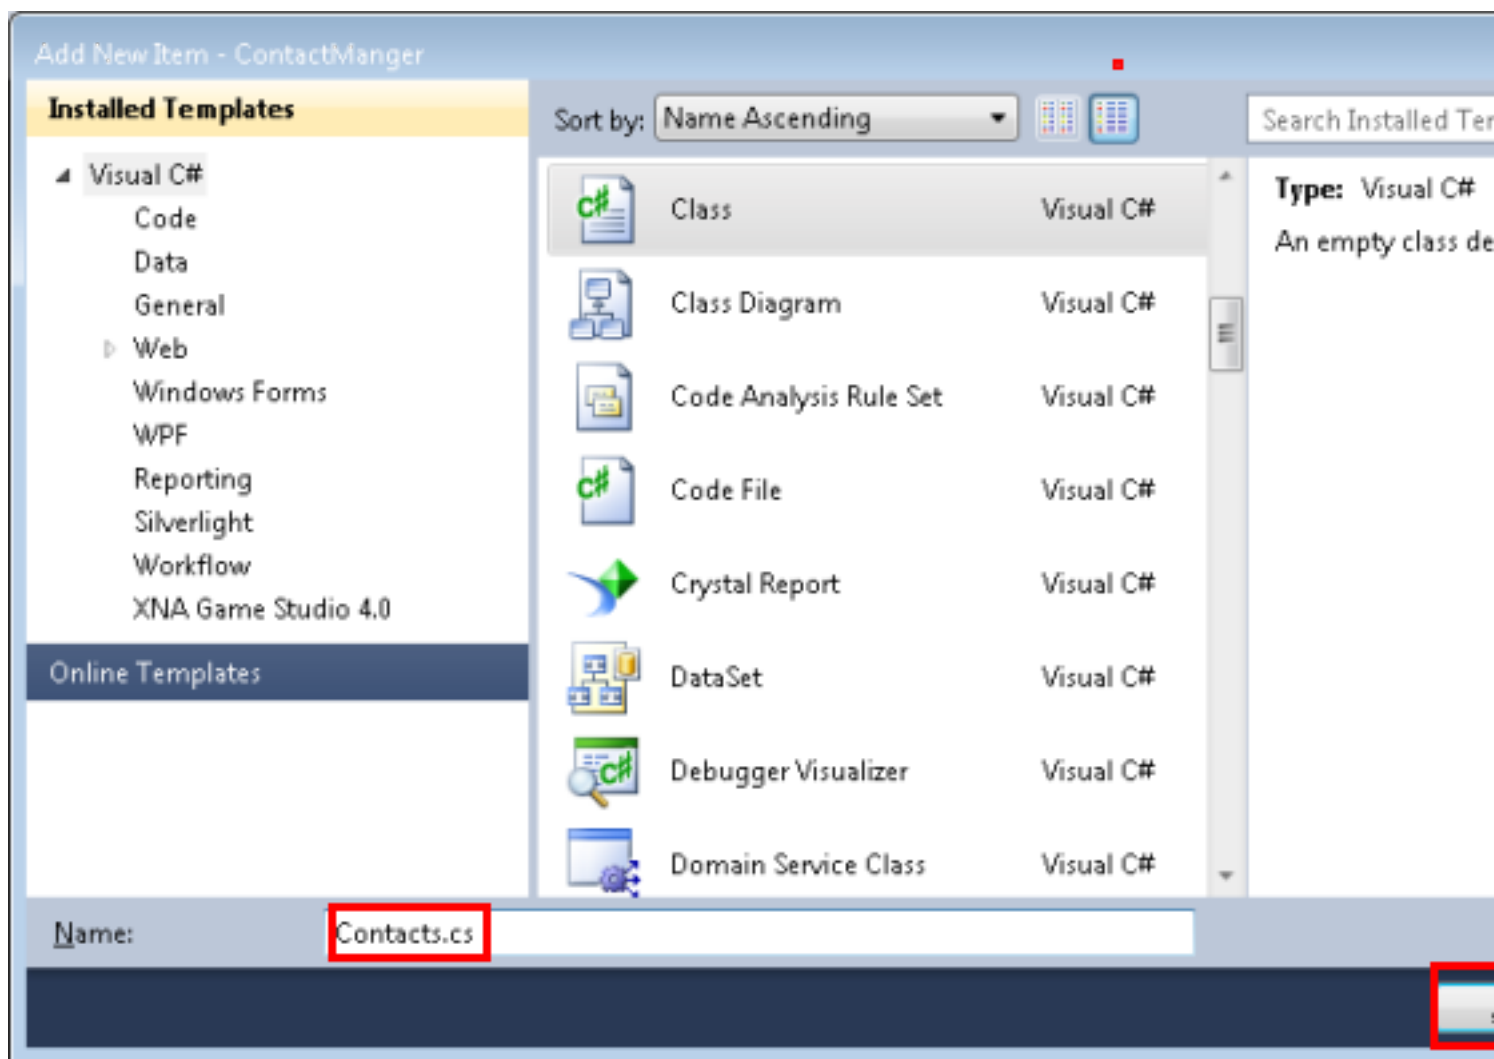 Add New Item - ContactManger
Installed Templates
Visual C#
Code
Data
General
Web
Windows Forms
WPF
Reporting
Silverlight
Workflow
XNA Game Studio 4.0
Online Templates
Sort by: Name Ascending
Class Visual C#
Class Diagram Visual C#
Code Analysis Rule Set Visual C#
Code File Visual C#
Crystal Report Visual C#
DataSet Visual C#
Debugger Visualizer Visual C#
Domain Service Class Visual C#
Search Installed
Type: Visual C#
An empty class
Name: Contacts.cs